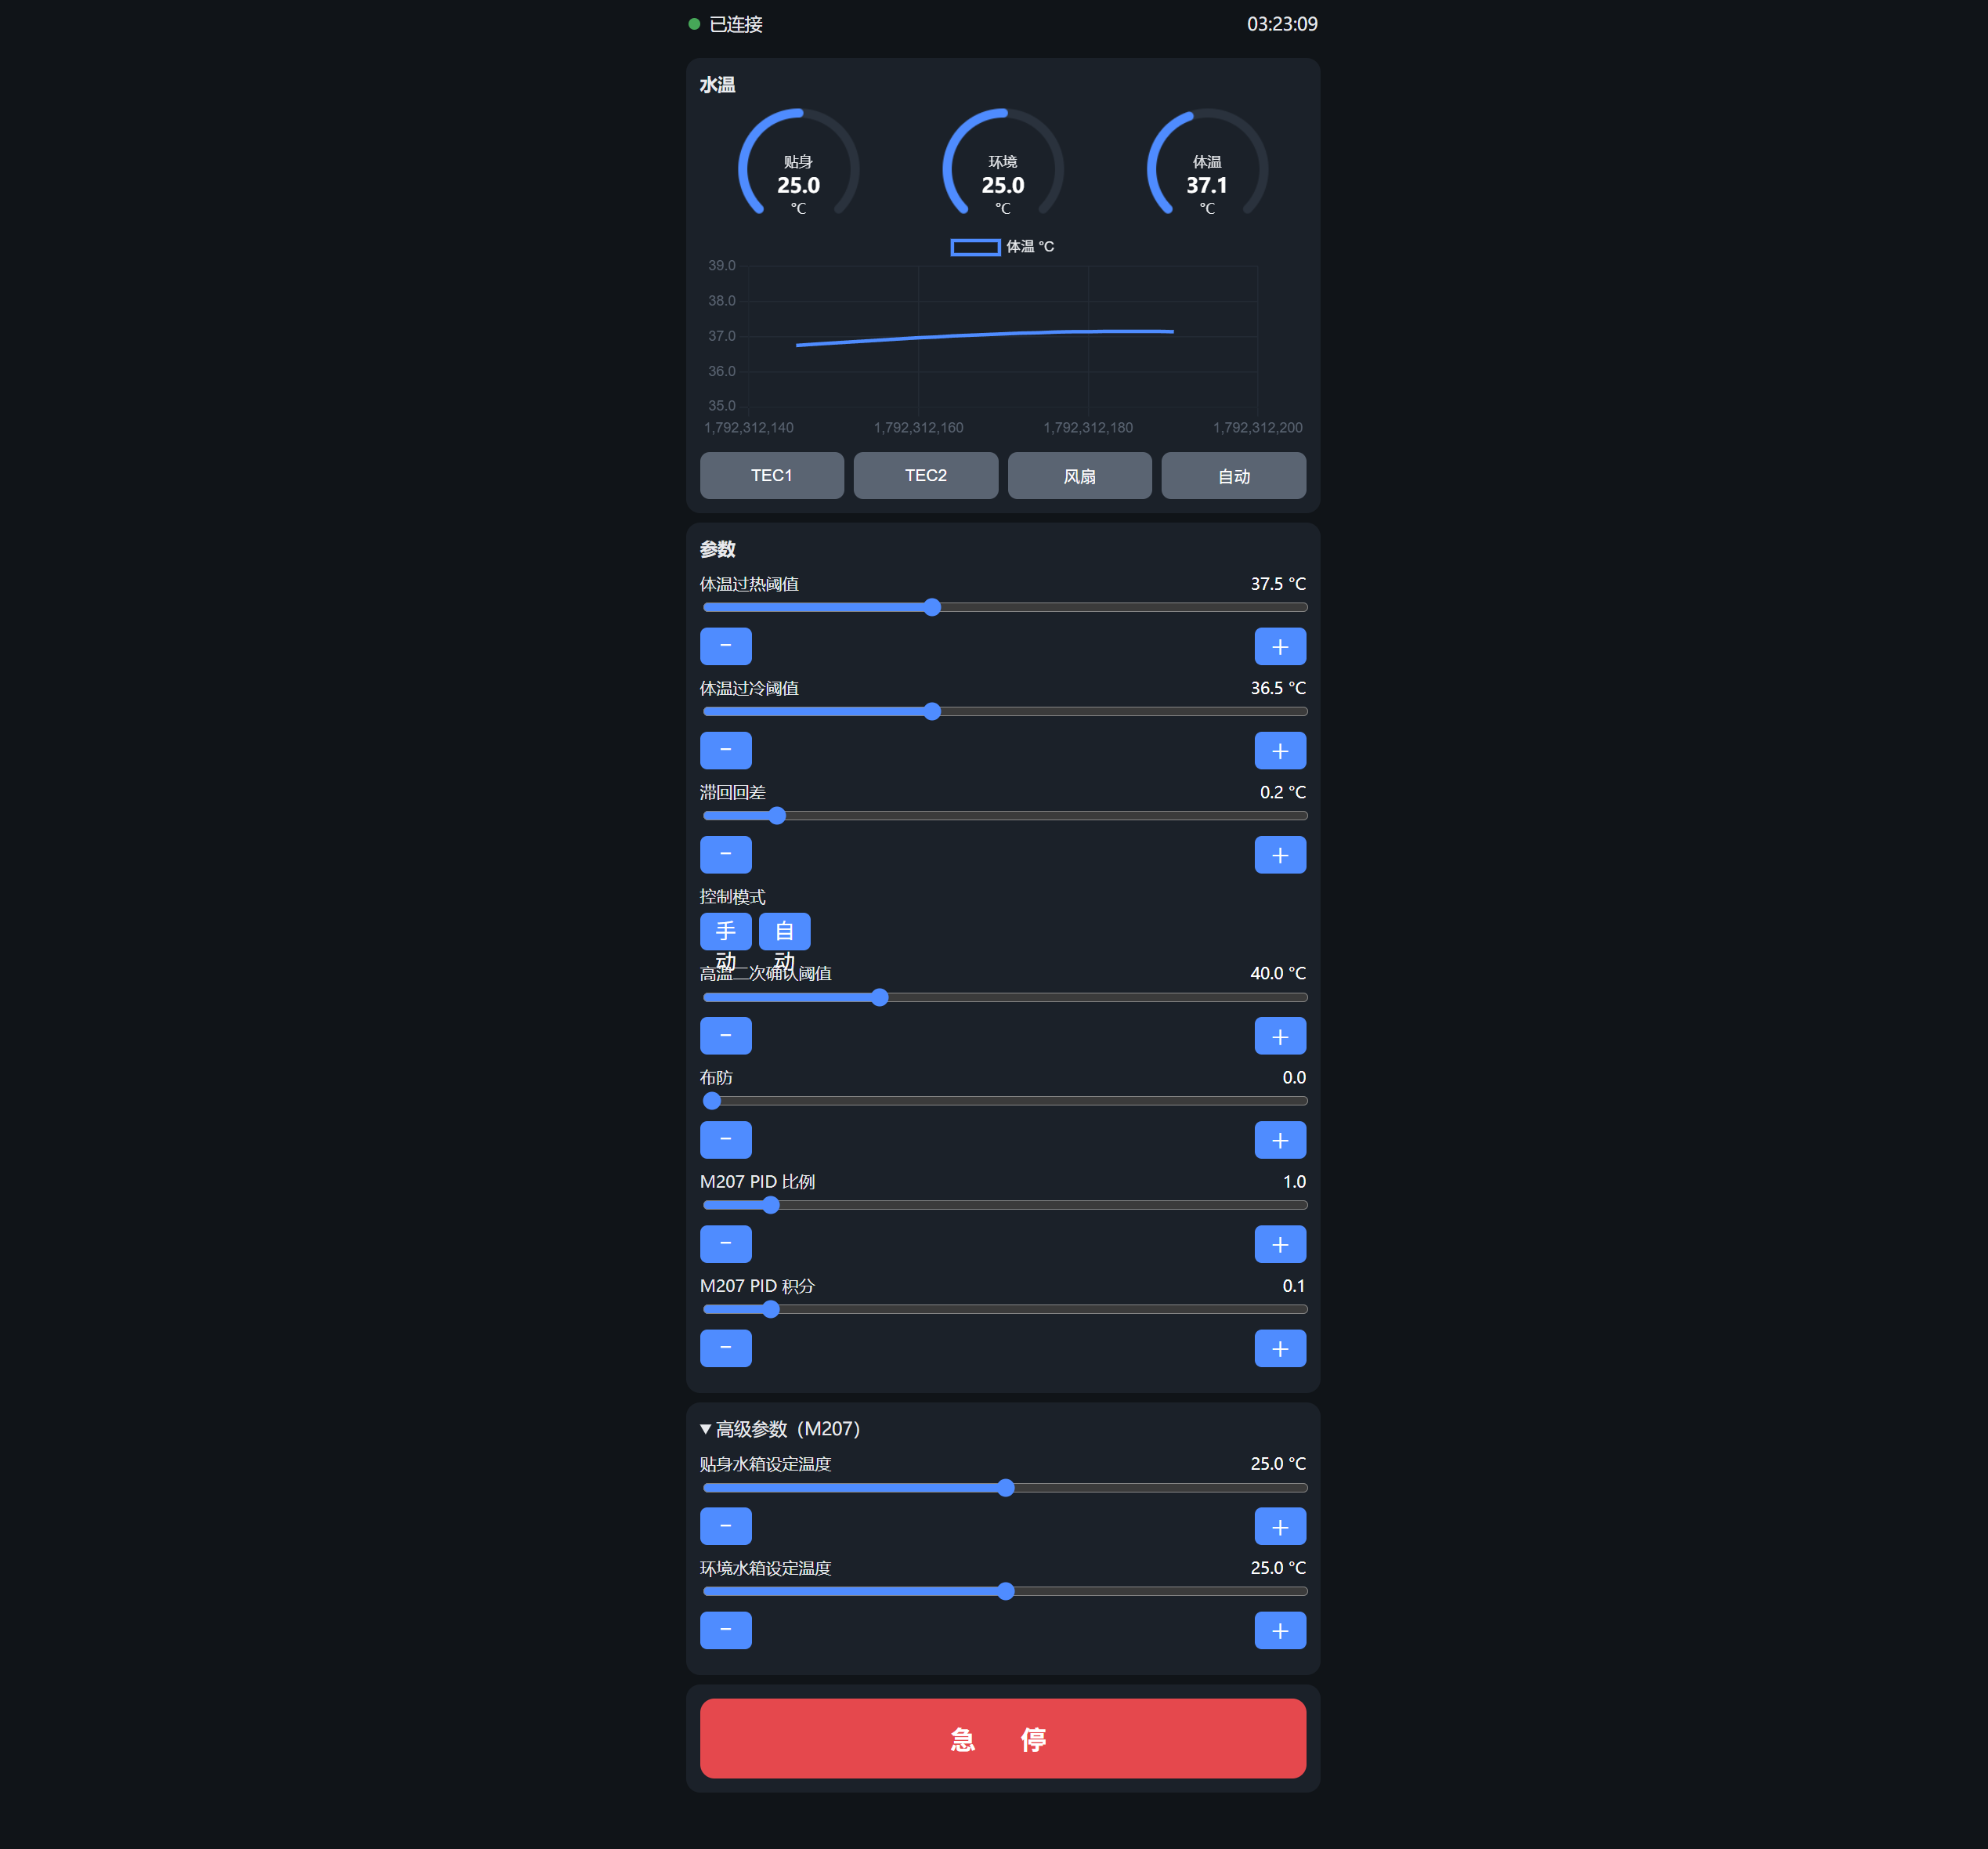 已连接 03:23:09
水温
贴身 环境 体温
25.0 25.0 37.1
°C °C °C
体温 °C
39.0
38.0
37.0
36.0
35.0
1,792,312,140 1,792,312,160 1,792,312,180 1,792,312,200
TEC1 TEC2 风扇 自动
参数
体温过热阈值 37.5 °C
− +
体温过冷阈值 36.5 °C
− +
滞回回差 0.2 °C
− +
控制模式
手动 自动
高温二次确认阈值 40.0 °C
− +
布防 0.0
− +
M207 PID 比例 1.0
− +
M207 PID 积分 0.1
− +
▼ 高级参数（M207）
贴身水箱设定温度 25.0 °C
− +
环境水箱设定温度 25.0 °C
− +
急 停